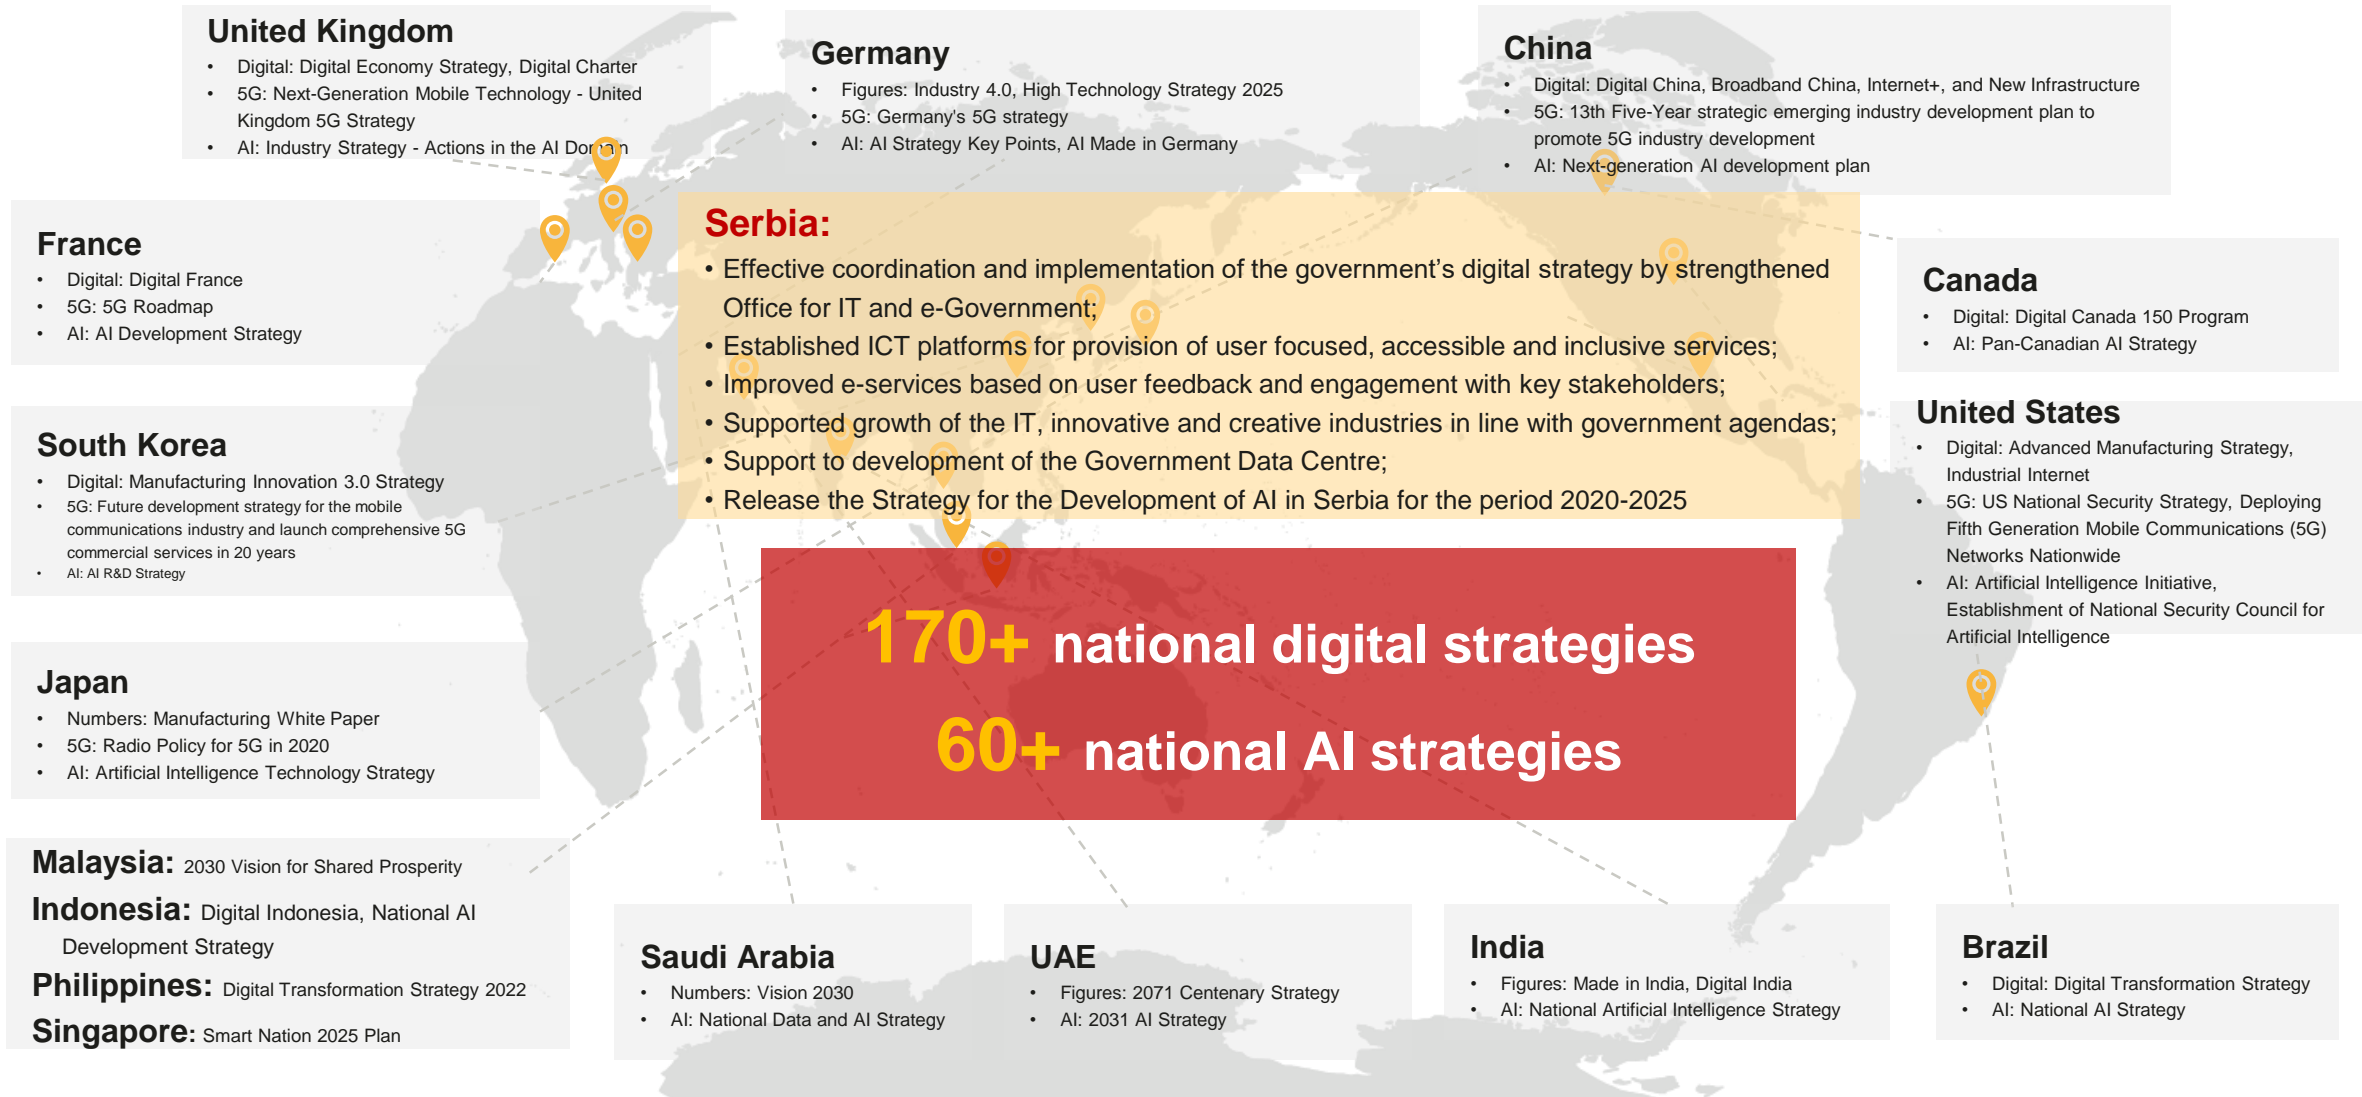 United Kingdom
• Digital: Digital Economy Strategy, Digital Charter
• 5G: Next-Generation Mobile Technology - United
Kingdom 5G Strategy
• AI: Industry Strategy - Actions in the AI Domain
Germany
• Figures: Industry 4.0, High Technology Strategy 2025
• 5G: Germany's 5G strategy
• AI: AI Strategy Key Points, AI Made in Germany
China
• Digital: Digital China, Broadband China, Internet+, and New Infrastructure
• 5G: 13th Five-Year strategic emerging industry development plan to
promote 5G industry development
• AI: Next-generation AI development plan
France
• Digital: Digital France
• 5G: 5G Roadmap
• AI: AI Development Strategy
Serbia:
• Effective coordination and implementation of the government’s digital strategy by strengthened
Office for IT and e-Government;
• Established ICT platforms for provision of user focused, accessible and inclusive services;
• Improved e-services based on user feedback and engagement with key stakeholders;
• Supported growth of the IT, innovative and creative industries in line with government agendas;
• Support to development of the Government Data Centre;
• Release the Strategy for the Development of AI in Serbia for the period 2020-2025
Canada
• Digital: Digital Canada 150 Program
• AI: Pan-Canadian AI Strategy
South Korea
• Digital: Manufacturing Innovation 3.0 Strategy
• 5G: Future development strategy for the mobile
communications industry and launch comprehensive 5G
commercial services in 20 years
• AI: AI R&D Strategy
United States
• Digital: Advanced Manufacturing Strategy,
Industrial Internet
• 5G: US National Security Strategy, Deploying
Fifth Generation Mobile Communications (5G)
Networks Nationwide
• AI: Artificial Intelligence Initiative,
Establishment of National Security Council for
Artificial Intelligence
170+ national digital strategies
60+ national AI strategies
Japan
• Numbers: Manufacturing White Paper
• 5G: Radio Policy for 5G in 2020
• AI: Artificial Intelligence Technology Strategy
Malaysia: 2030 Vision for Shared Prosperity
Indonesia: Digital Indonesia, National AI
Development Strategy
Philippines: Digital Transformation Strategy 2022
Singapore: Smart Nation 2025 Plan
Saudi Arabia
• Numbers: Vision 2030
• AI: National Data and AI Strategy
UAE
• Figures: 2071 Centenary Strategy
• AI: 2031 AI Strategy
India
• Figures: Made in India, Digital India
• AI: National Artificial Intelligence Strategy
Brazil
• Digital: Digital Transformation Strategy
• AI: National AI Strategy